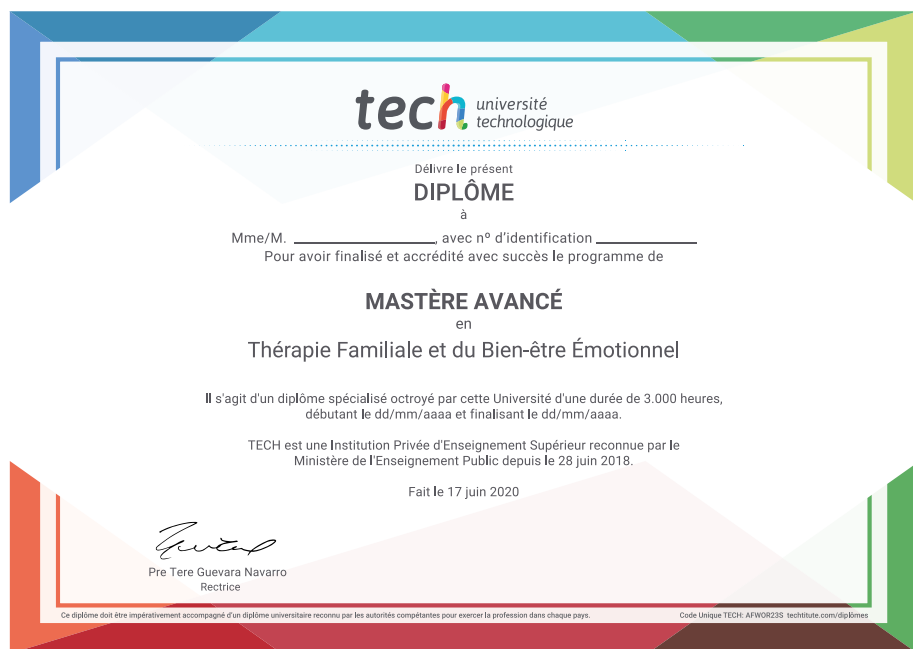 tech université
technologique
Délivre le présent
DIPLÔME
à
Mme/M. ____________, avec nº d'identification ____________
Pour avoir finalisé et accrédité avec succès le programme de
MASTÈRE AVANCÉ
en
Thérapie Familiale et du Bien-être Émotionnel
Il s'agit d'un diplôme spécialisé octroyé par cette Université d'une durée de 3.000 heures,
débutant le dd/mm/aaaa et finalisant le dd/mm/aaaa.
TECH est une Institution Privée d'Enseignement Supérieur reconnue par le
Ministère de l'Enseignement Public depuis le 28 juin 2018.
Fait le 17 juin 2020
Pre Tere Guevara Navarro
Rectrice
Ce diplôme doit être impérativement accompagné d'un diplôme universitaire reconnu par les autorités compétentes pour exercer la profession dans chaque pays.
Code Unique TECH: AFWOR23S techtitute.com/diplômes